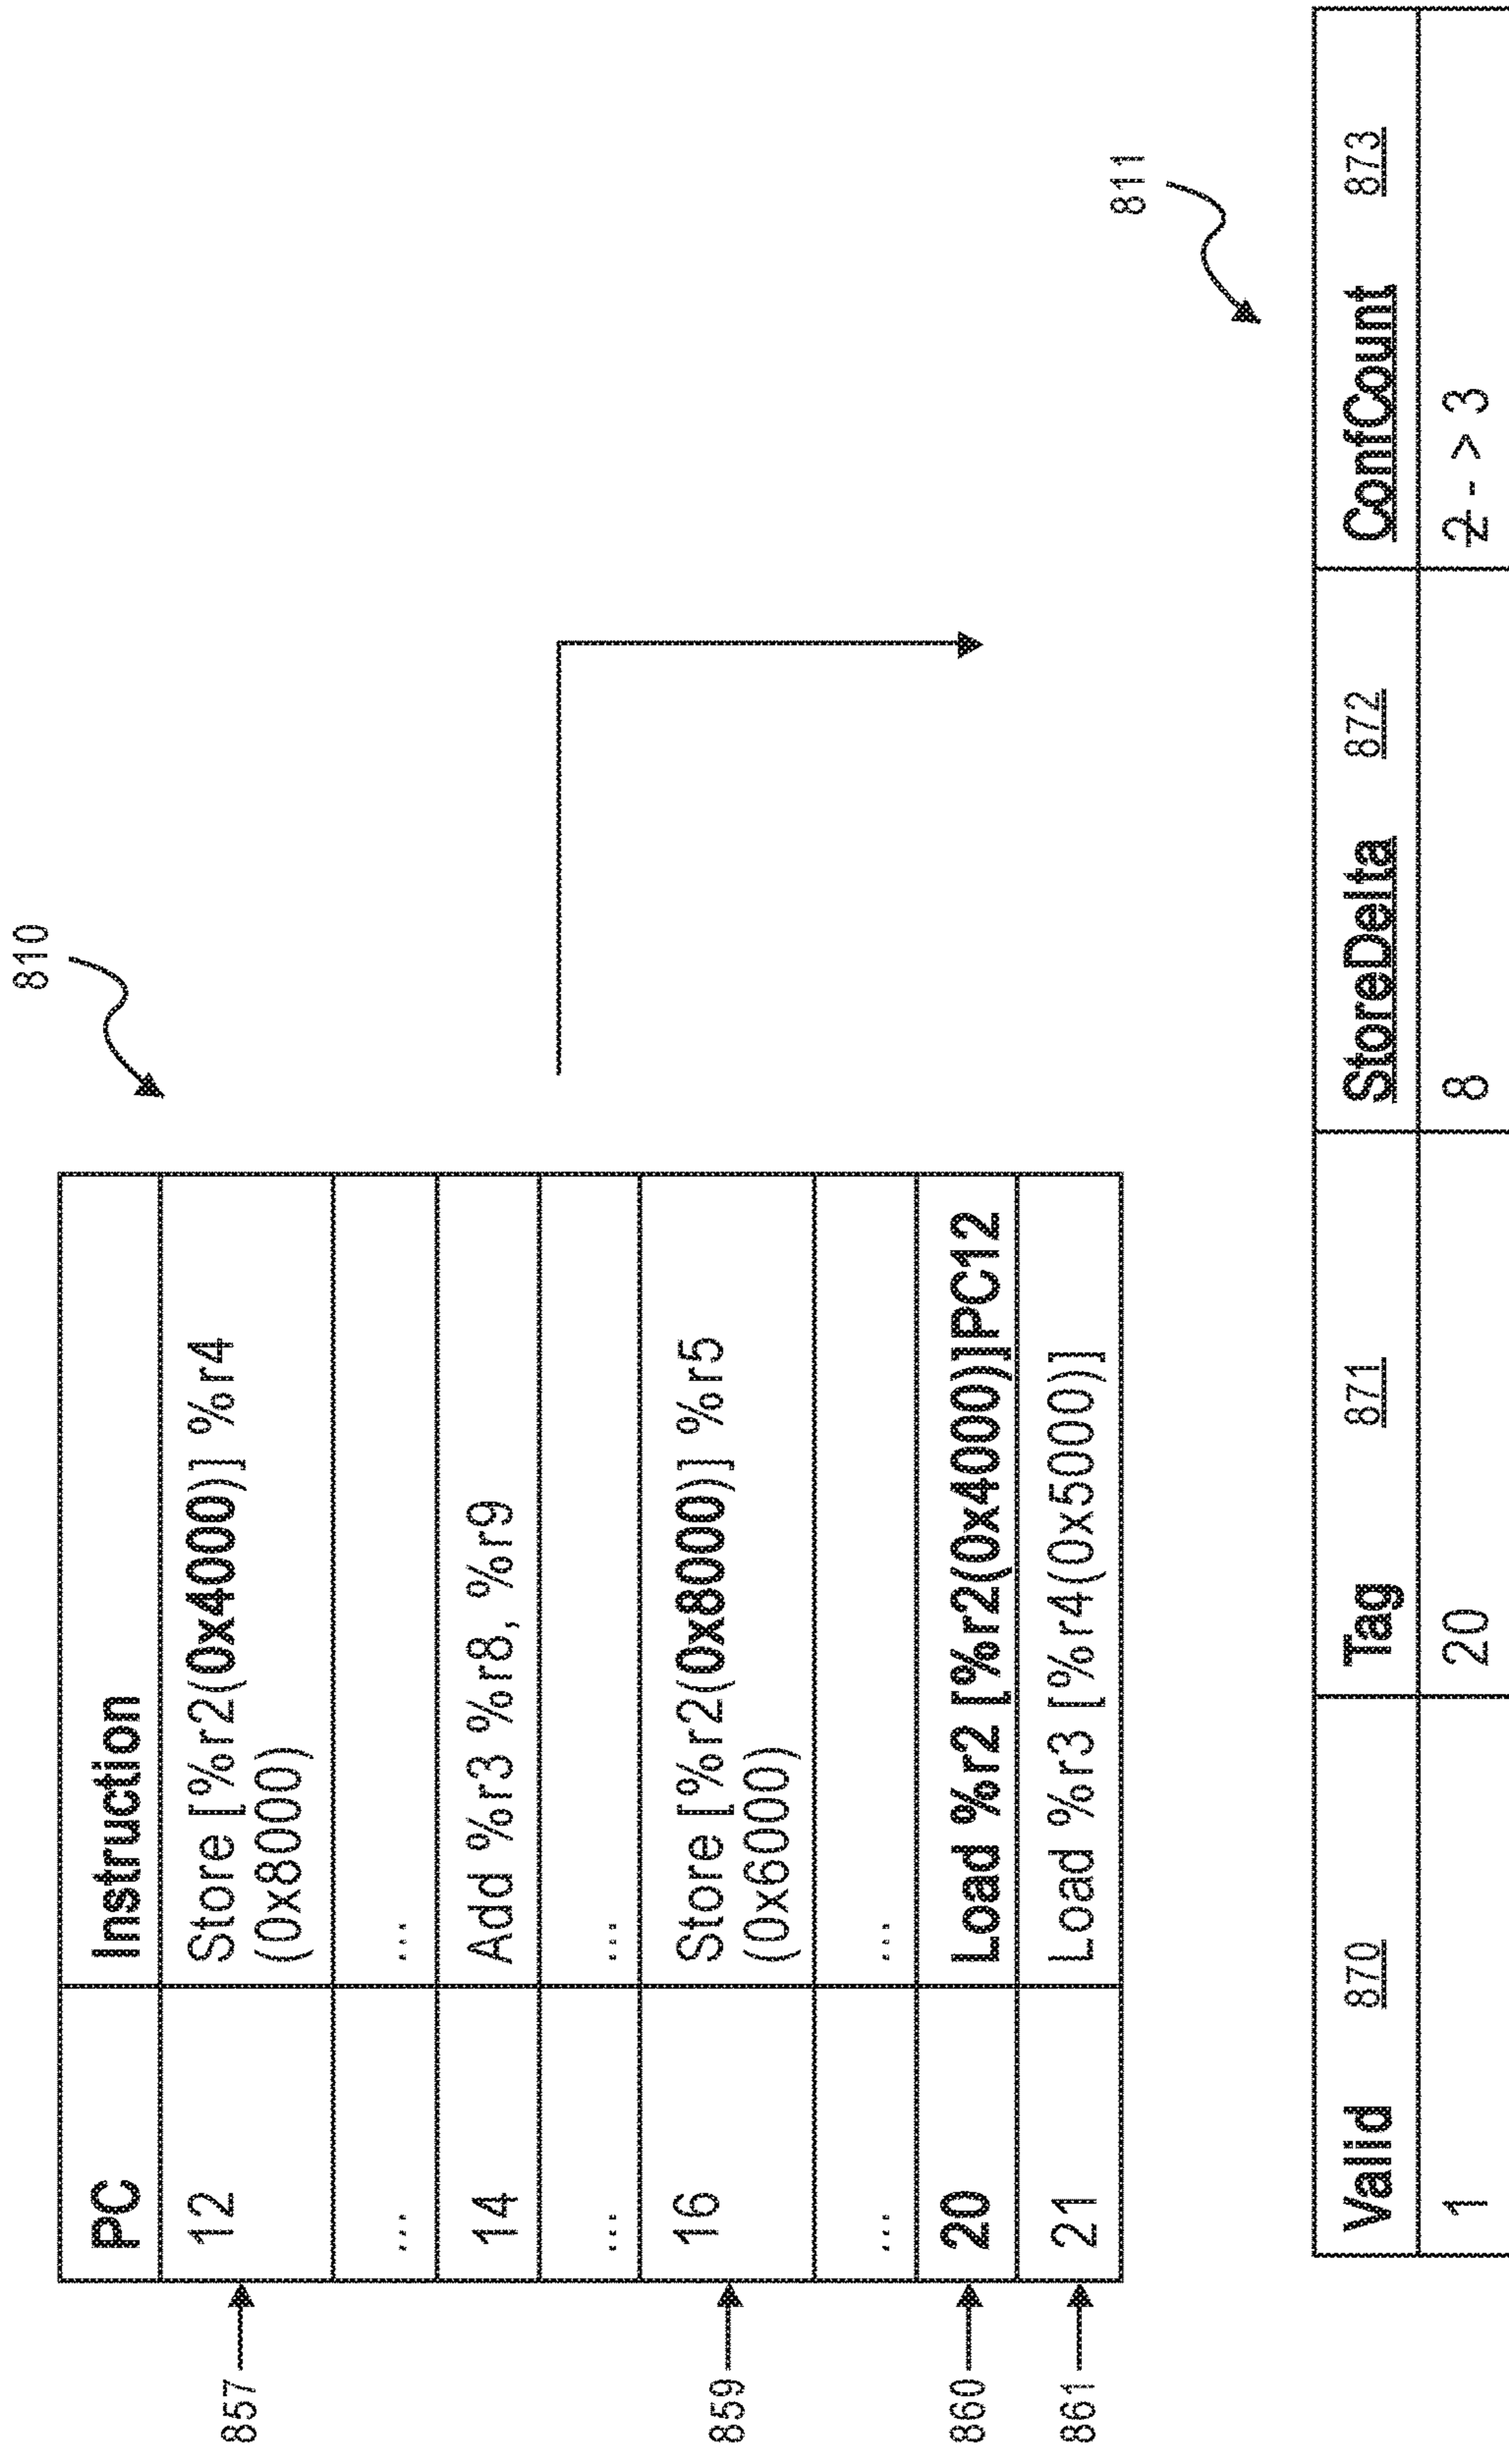 810
PC Instruction
857 12 Store [%r2(0x4000)] %r4
(0x8000)
... ...
14 Add %r3 %r8, %r9
... ...
859 16 Store [%r2(0x8000)] %r5
(0x6000)
... ...
860 20 Load %r2 [%r2(0x4000)]PC12
861 21 Load %r3 [%r4(0x5000)]
811
Valid 870 Tag 871 StoreDelta 872 ConfCount 873
1 20 8 2 - > 3